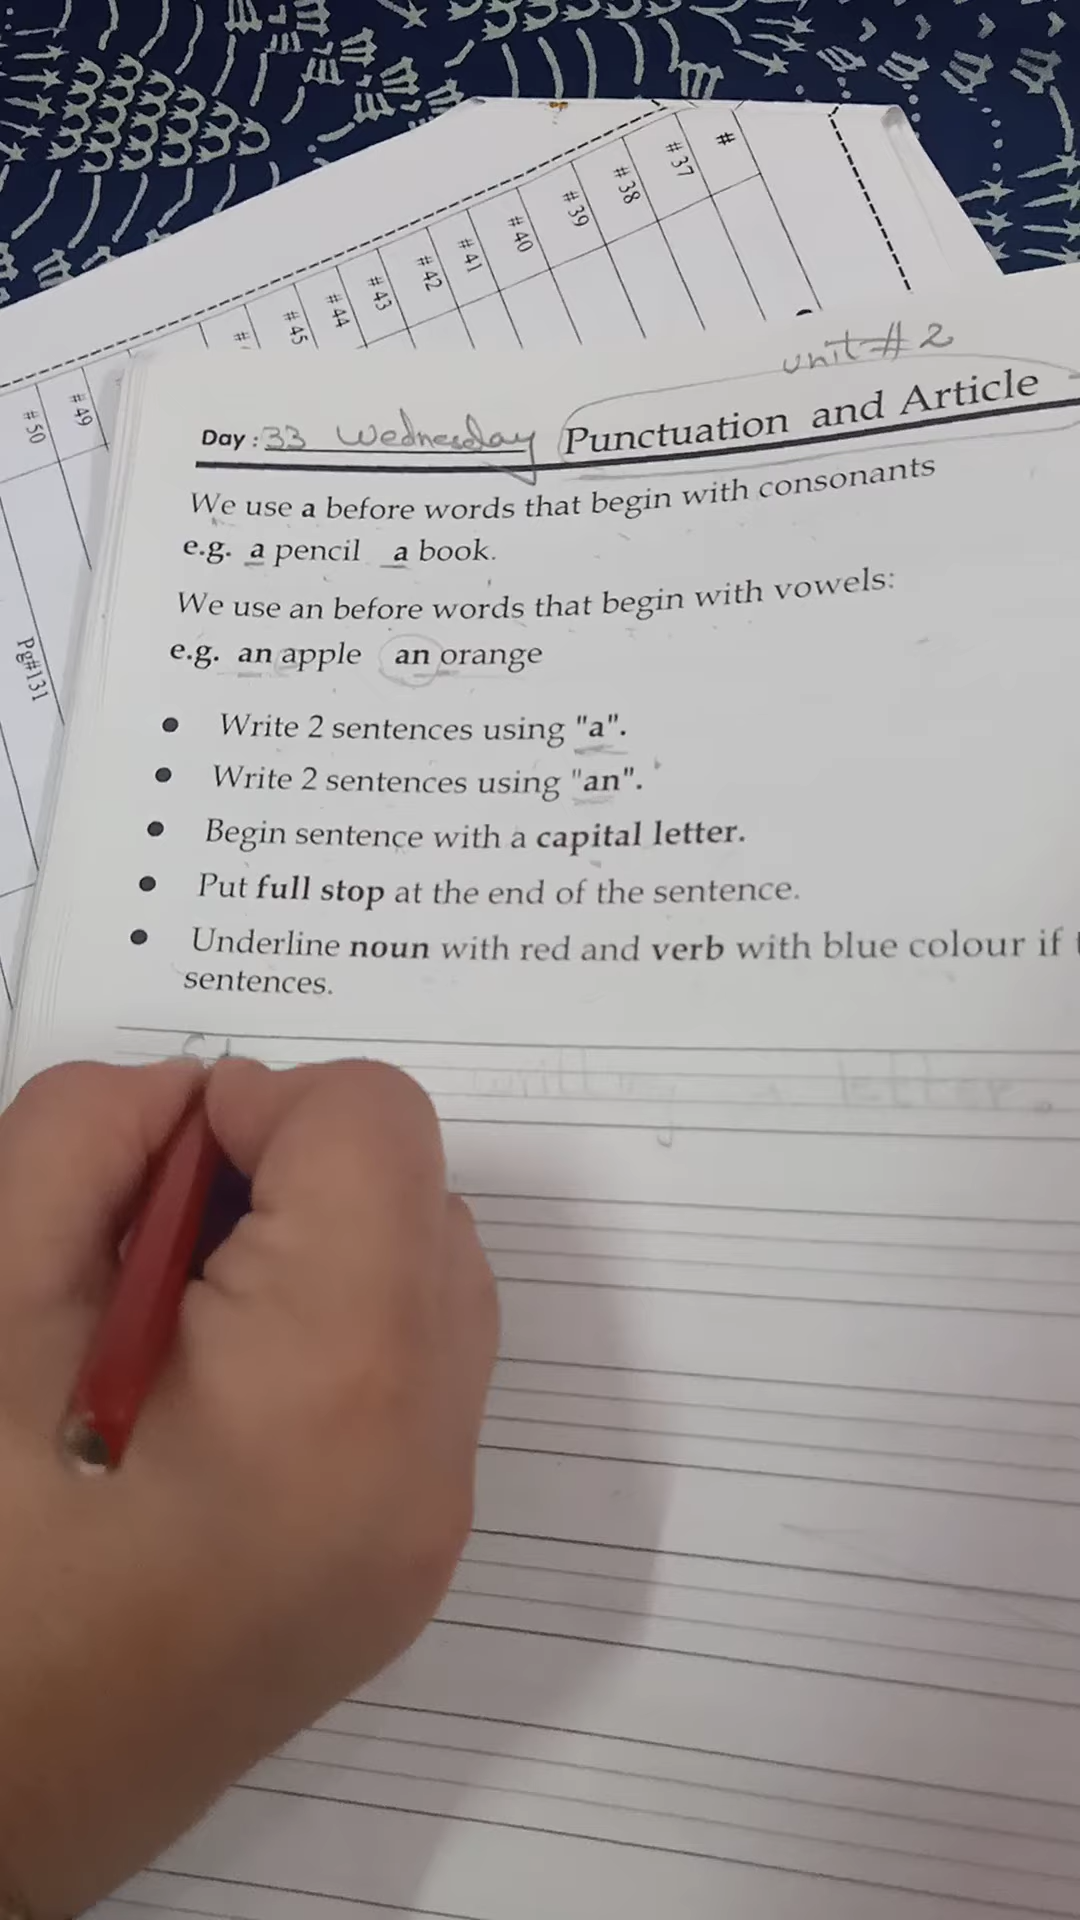 #
#37
#38
#39
#40
#41
#42
#43
#44
#45
#
#49
#50
Pg#131
unit # 2
Day : 33 Wednesday Punctuation and Article
We use a before words that begin with consonants
e.g. a pencil a book.
We use an before words that begin with vowels:
e.g. an apple an orange
• Write 2 sentences using "a".
• Write 2 sentences using "an".
• Begin sentence with a capital letter.
• Put full stop at the end of the sentence.
• Underline noun with red and verb with blue colour if
sentences.
letter.